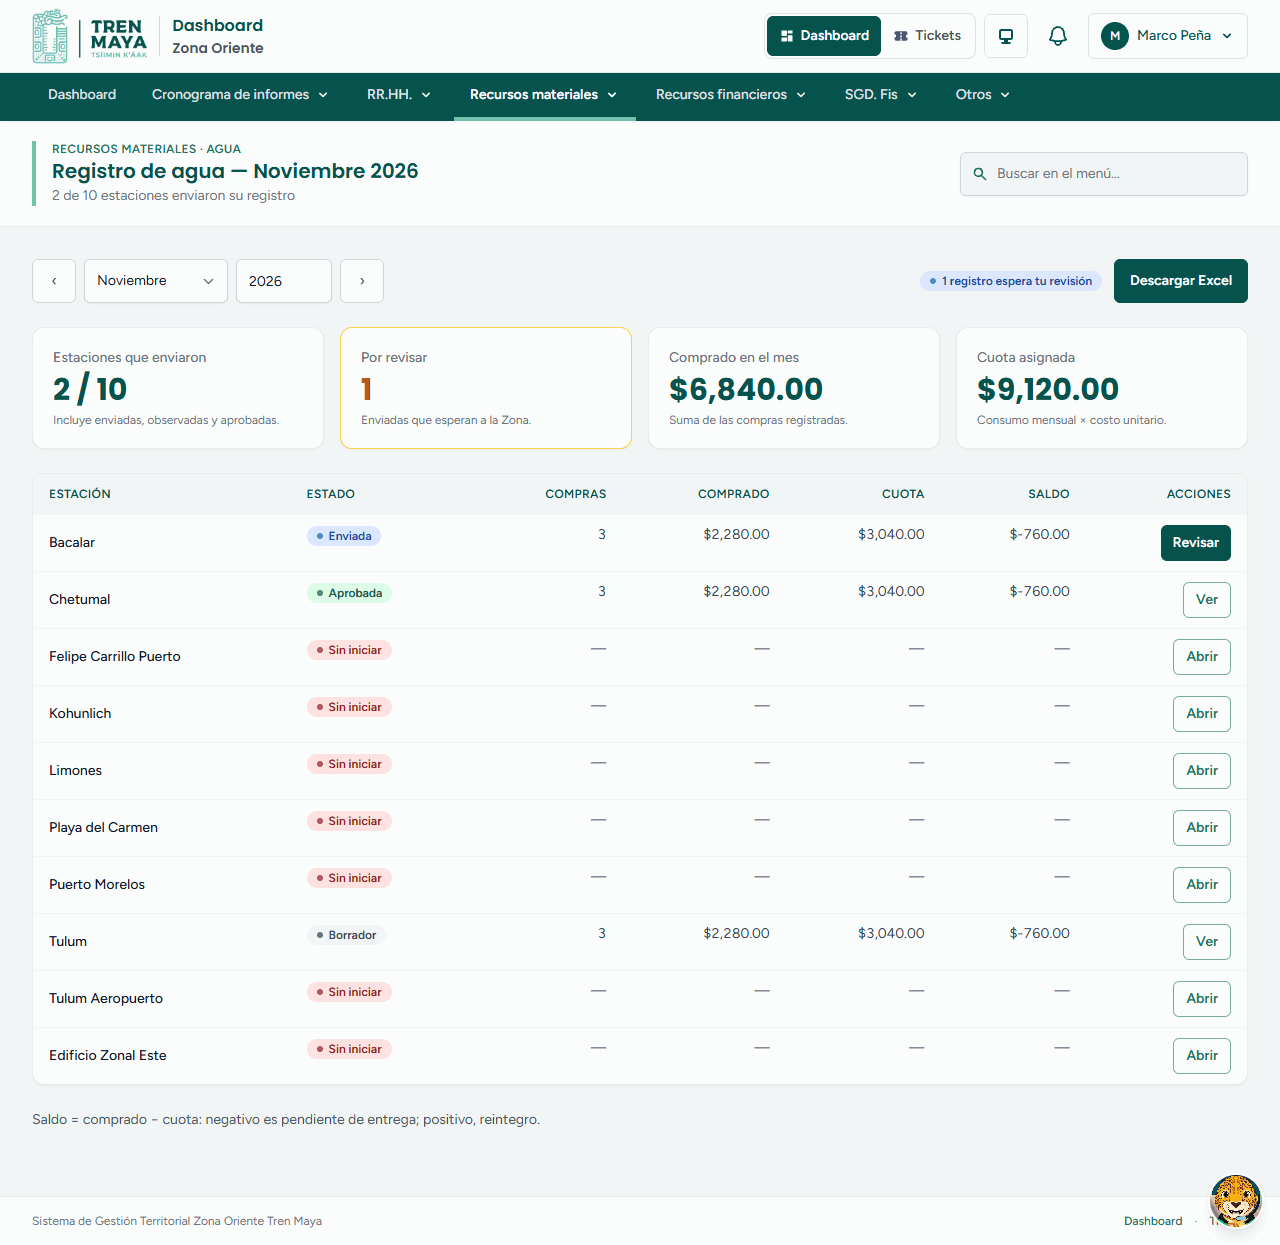 TREN
MAYA
TSÍIMIN K'ÁAK
Dashboard
Zona Oriente
Dashboard
Tickets
M
Marco Peña
Dashboard
Cronograma de informes
RR.HH.
Recursos materiales
Recursos financieros
SGD. Fis
Otros
RECURSOS MATERIALES · AGUA
Registro de agua — Noviembre 2026
2 de 10 estaciones enviaron su registro
Buscar en el menú...
‹
Noviembre
2026
›
1 registro espera tu revisión
Descargar Excel
Estaciones que enviaron
2 / 10
Incluye enviadas, observadas y aprobadas.
Por revisar
1
Enviadas que esperan a la Zona.
Comprado en el mes
$6,840.00
Suma de las compras registradas.
Cuota asignada
$9,120.00
Consumo mensual × costo unitario.
ESTACIÓN ESTADO COMPRAS COMPRADO CUOTA SALDO ACCIONES
Bacalar Enviada 3 $2,280.00 $3,040.00 $-760.00 Revisar
Chetumal Aprobada 3 $2,280.00 $3,040.00 $-760.00 Ver
Felipe Carrillo Puerto Sin iniciar — — — — Abrir
Kohunlich Sin iniciar — — — — Abrir
Limones Sin iniciar — — — — Abrir
Playa del Carmen Sin iniciar — — — — Abrir
Puerto Morelos Sin iniciar — — — — Abrir
Tulum Borrador 3 $2,280.00 $3,040.00 $-760.00 Ver
Tulum Aeropuerto Sin iniciar — — — — Abrir
Edificio Zonal Este Sin iniciar — — — — Abrir
Saldo = comprado − cuota: negativo es pendiente de entrega; positivo, reintegro.
Sistema de Gestión Territorial Zona Oriente Tren Maya
Dashboard ·